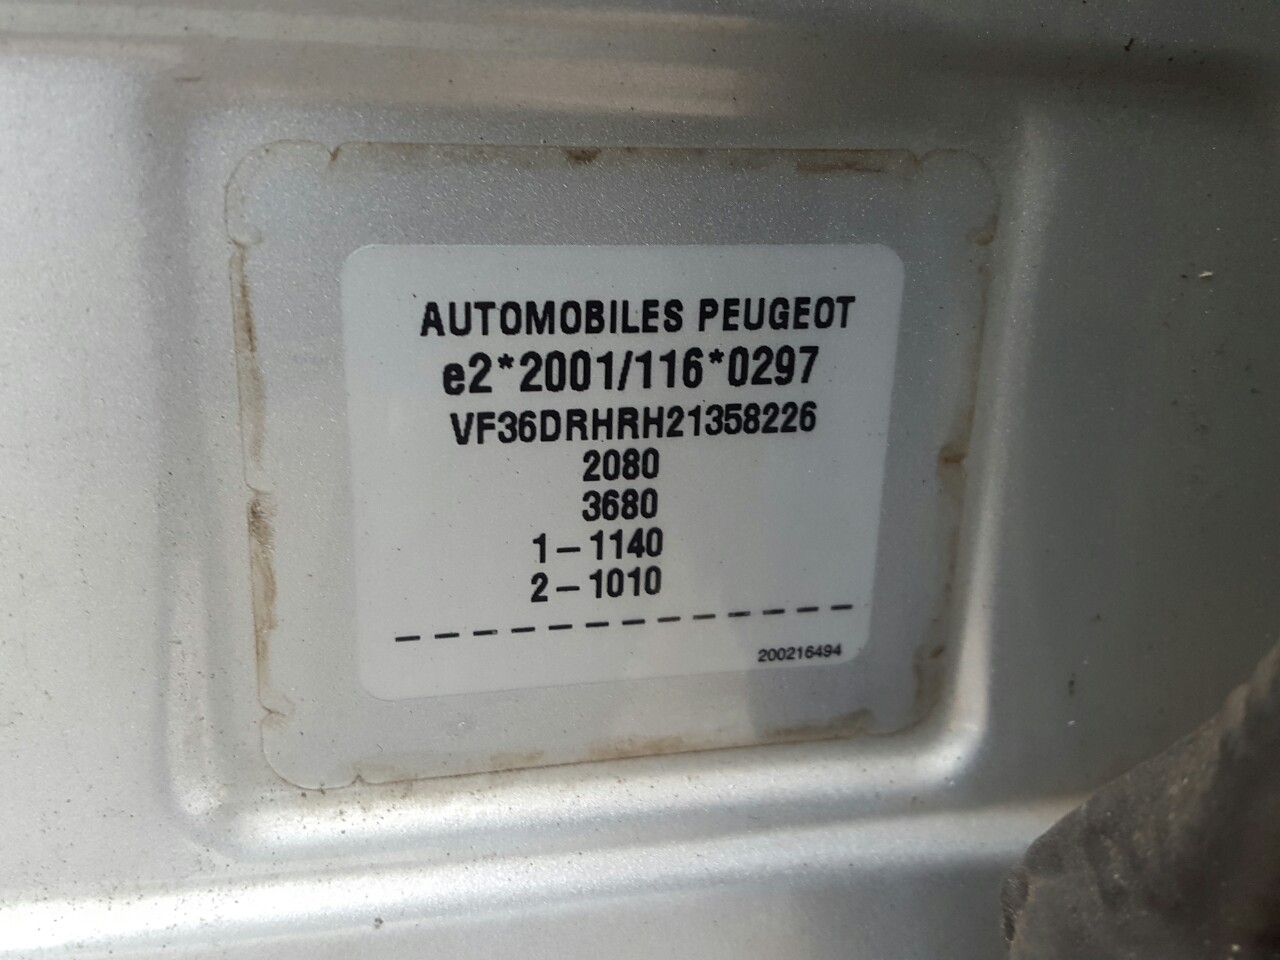 AUTOMOBILES PEUGEOT
e2*2001/116*0297
VF36DRHRH21358226
2080
3680
1-1140
2-1010
200216494